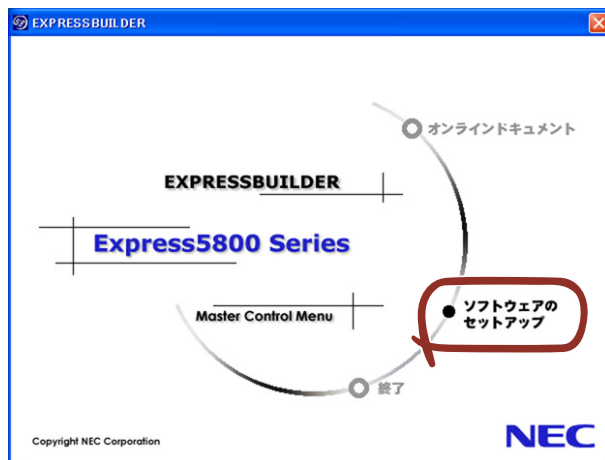 EXPRESSBUILDER
オンラインドキュメント
EXPRESSBUILDER
Express5800 Series
ソフトウェアの
セットアップ
Master Control Menu
終了
Copyright NEC Corporation
NEC